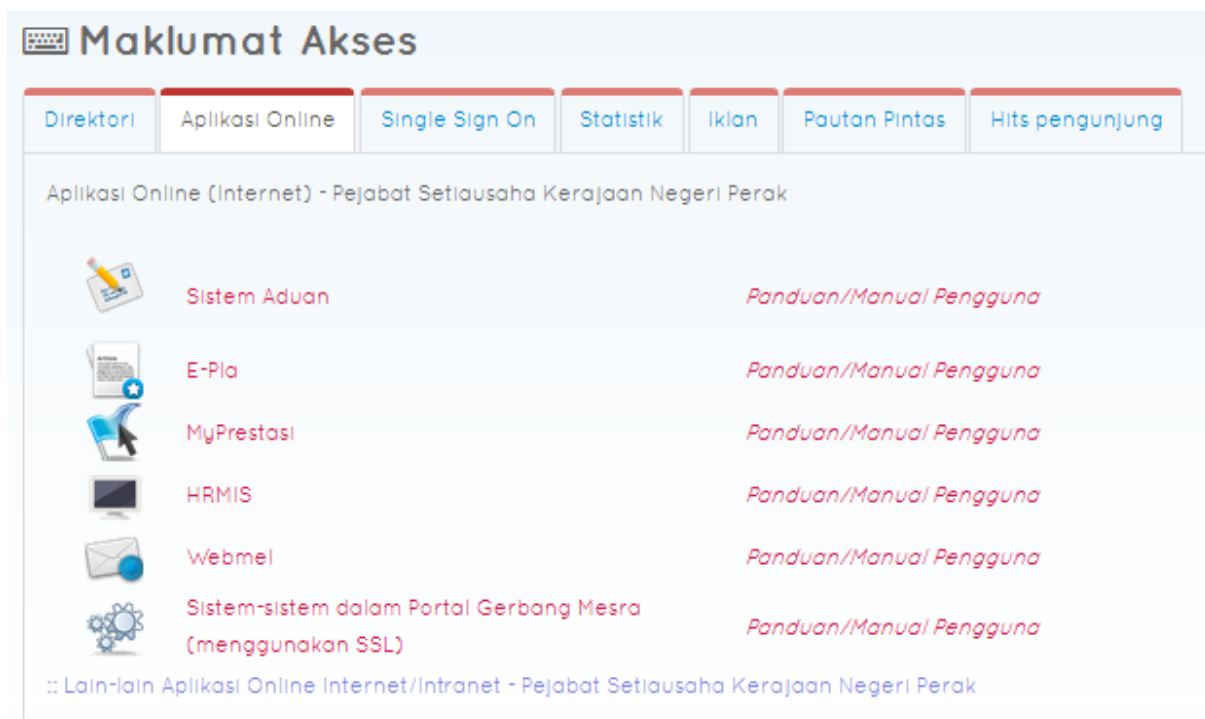 Maklumat Akses
Direktori Aplikasi Online Single Sign On Statistik Iklan Pautan Pintas Hits pengunjung
Aplikasi Online (Internet) - Pejabat Setiausaha Kerajaan Negeri Perak
Sistem Aduan Panduan/Manual Pengguna
E-Pla Panduan/Manual Pengguna
MyPrestasi Panduan/Manual Pengguna
HRMIS Panduan/Manual Pengguna
Webmel Panduan/Manual Pengguna
Sistem-sistem dalam Portal Gerbang Mesra
(menggunakan SSL) Panduan/Manual Pengguna
:: Lain-lain Aplikasi Online Internet/Intranet - Pejabat Setiausaha Kerajaan Negeri Perak